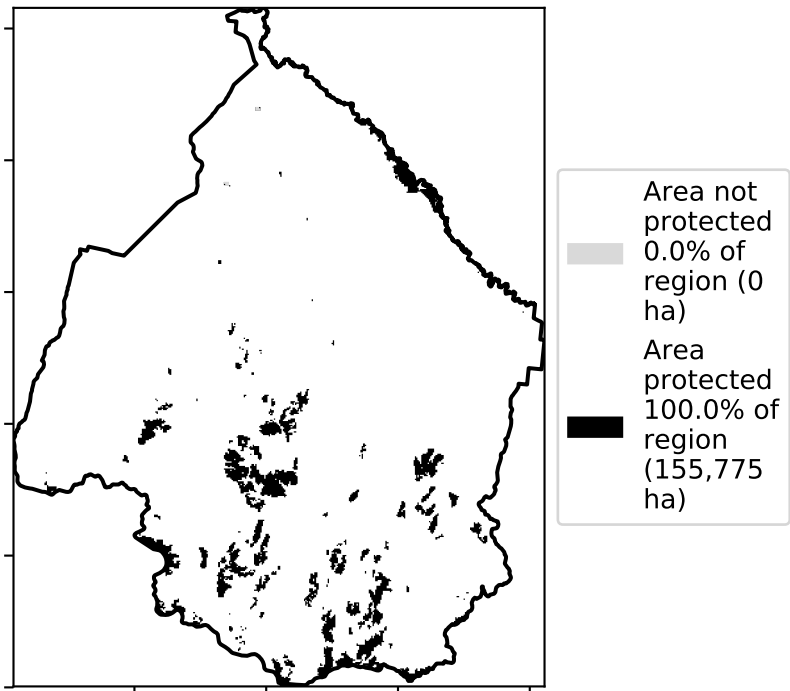 Area not
protected
0.0% of
region (0
ha)
Area
protected
100.0% of
region
(155,775
ha)